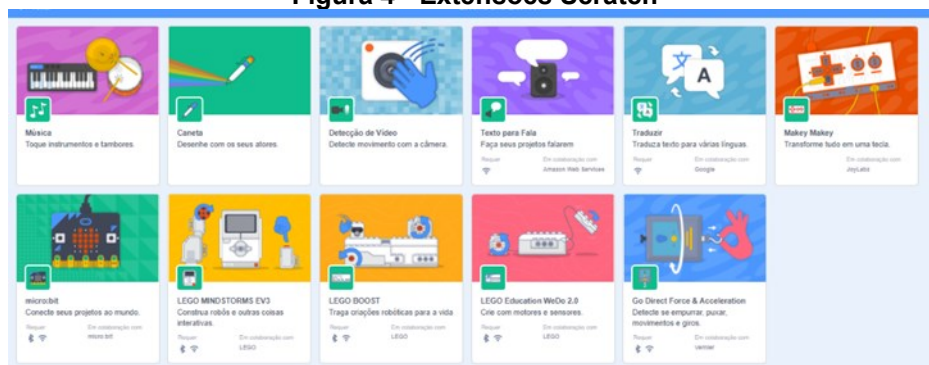 Figura 4 - Extensões Scratch
Música
Toque instrumentos e tambores.
Caneta
Desenhe com os seus atores.
Detecção de Vídeo
Detecte movimento com a câmera.
Texto para Fala
Faça seus projetos falarem
Requer
Em colaboração com
Amazon Web Services
Traduzir
Traduza texto para várias línguas.
Requer
Em colaboração com
Google
Makey Makey
Transforme tudo em uma tecla.
Em colaboração com
JoyLabz
micro:bit
Conecte seus projetos ao mundo.
Requer
Em colaboração com
micro:bit
LEGO MINDSTORMS EV3
Construa robôs e outras coisas
interativas.
Requer
Em colaboração com
LEGO
LEGO BOOST
Traga criações robóticas para a vida
Requer
Em colaboração com
LEGO
LEGO Education WeDo 2.0
Crie com motores e sensores.
Requer
Em colaboração com
LEGO
Go Direct Force & Acceleration
Detecte se empurrar, puxar,
movimentos e giros.
Requer
Em colaboração com
Vernier